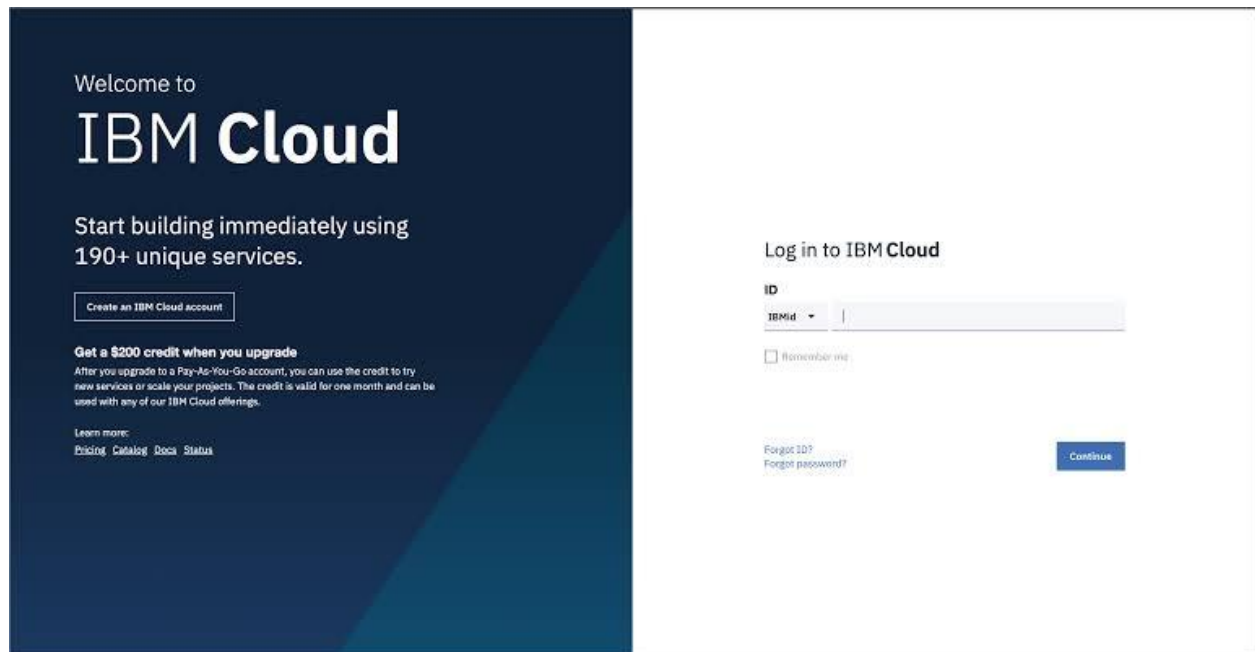 Welcome to
IBM Cloud
Start building immediately using
190+ unique services.
Create an IBM Cloud account
Get a $200 credit when you upgrade
After you upgrade to a Pay-As-You-Go account, you can use the credit to try
new services or scale your projects. The credit is valid for one month and can be
used with any of our IBM Cloud offerings.
Learn more:
Pricing Catalog Docs Status
Log in to IBM Cloud
ID
IBMid
Remember me
Forgot ID?
Forgot password?
Continue